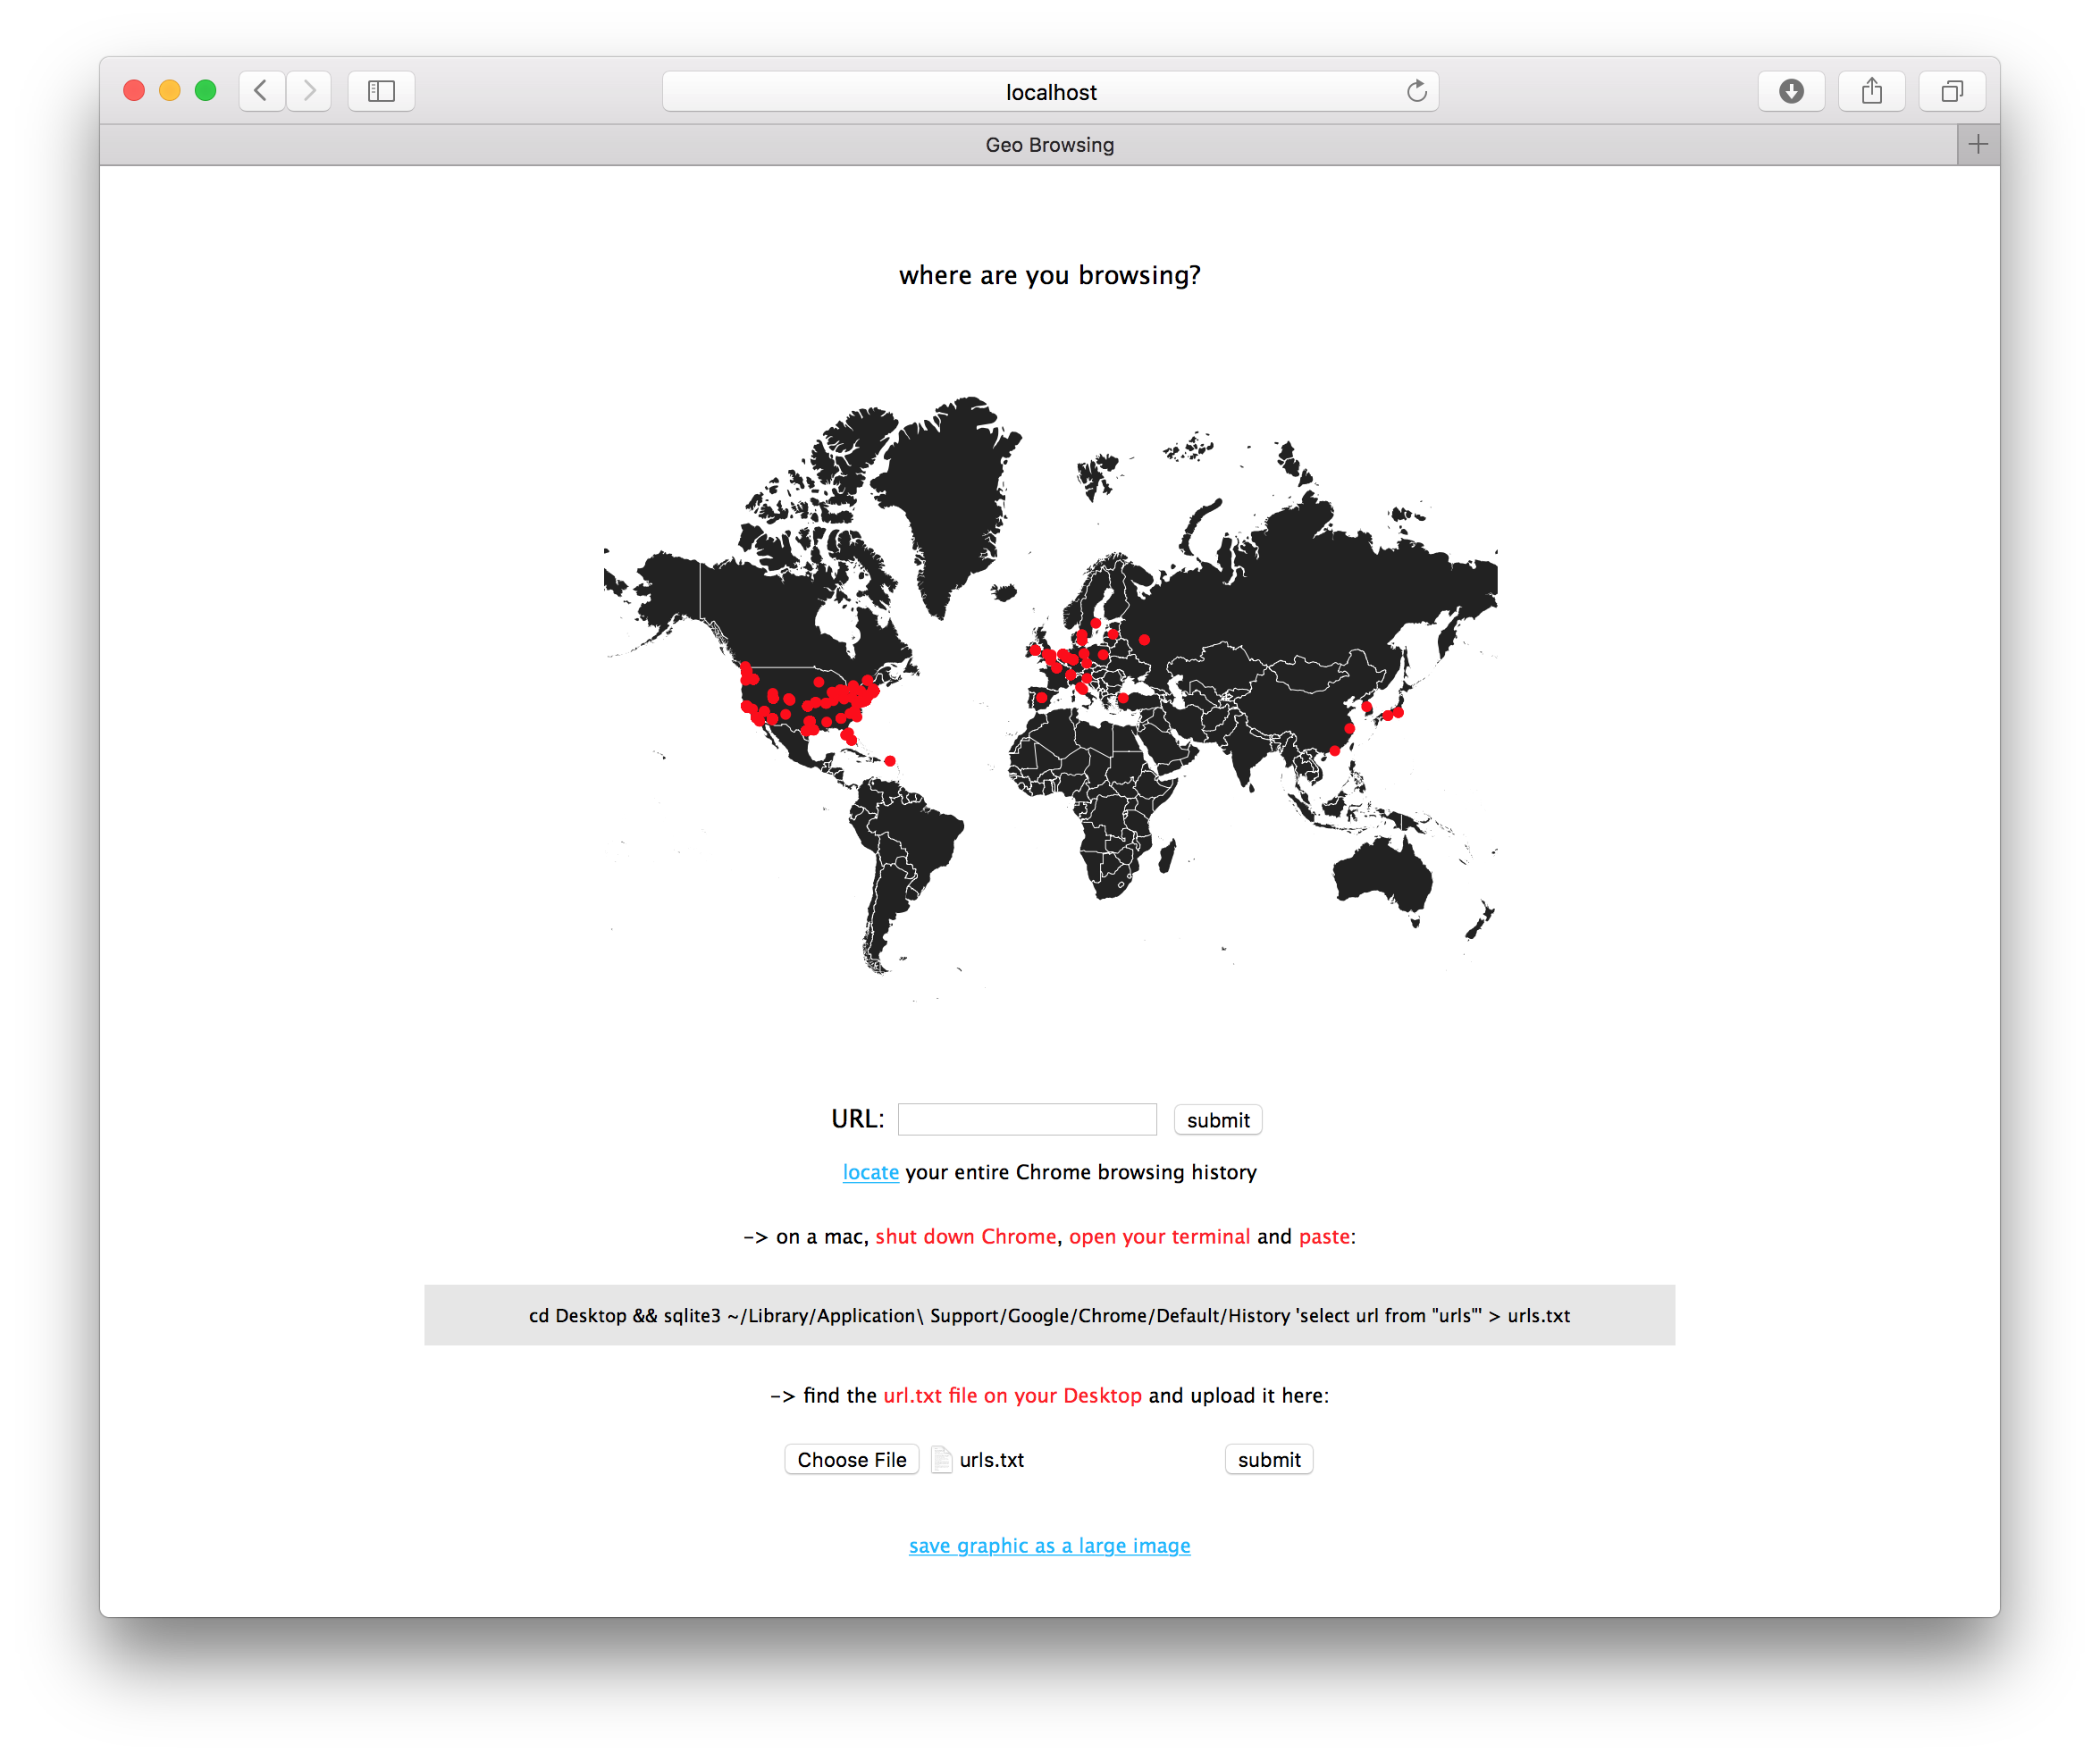 localhost
Geo Browsing
where are you browsing?
URL: submit
locate your entire Chrome browsing history
-> on a mac, shut down Chrome, open your terminal and paste:
cd Desktop && sqlite3 ~/Library/Application\ Support/Google/Chrome/Default/History 'select url from "urls"' > urls.txt
-> find the url.txt file on your Desktop and upload it here:
Choose File urls.txt submit
save graphic as a large image